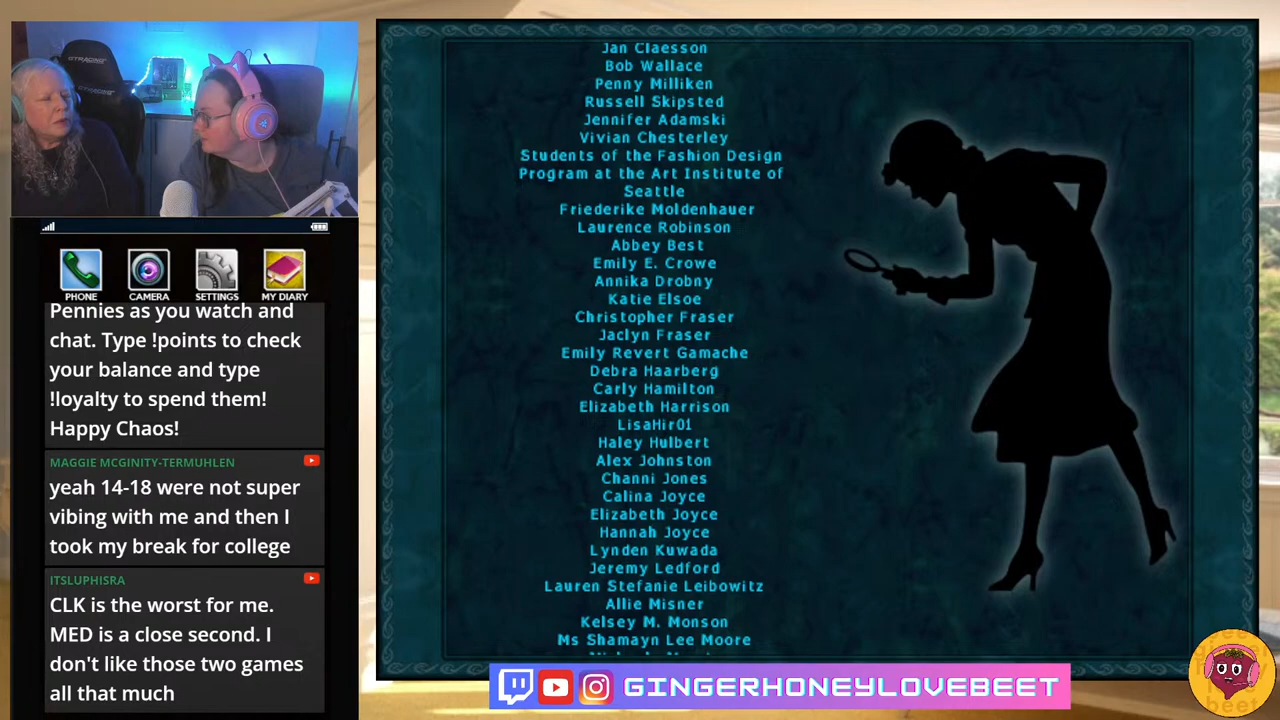 GTRACING
PHONE
CAMERA
SETTINGS
MY DIARY
Pennies as you watch and
chat. Type !points to check
your balance and type
!loyalty to spend them!
Happy Chaos!
MAGGIE MCGINITY-TERMUHLEN
yeah 14-18 were not super
vibing with me and then I
took my break for college
ITSLUPHISRA
CLK is the worst for me.
MED is a close second. I
don't like those two games
all that much
Jan Claesson
Bob Wallace
Penny Milliken
Russell Skipsted
Jennifer Adamski
Vivian Chesterley
Students of the Fashion Design
Program at the Art Institute of
Seattle
Friederike Moldenhauer
Laurence Robinson
Abbey Best
Emily E. Crowe
Annika Drobny
Katie Elsoe
Christopher Fraser
Jaclyn Fraser
Emily Revert Gamache
Debra Haarberg
Carly Hamilton
Elizabeth Harrison
LisaHir01
Haley Hulbert
Alex Johnston
Channi Jones
Calina Joyce
Elizabeth Joyce
Hannah Joyce
Lynden Kuwada
Jeremy Ledford
Lauren Stefanie Leibowitz
Allie Misner
Kelsey M. Monson
Ms Shamayn Lee Moore
GINGERHONEYLOVEBEET